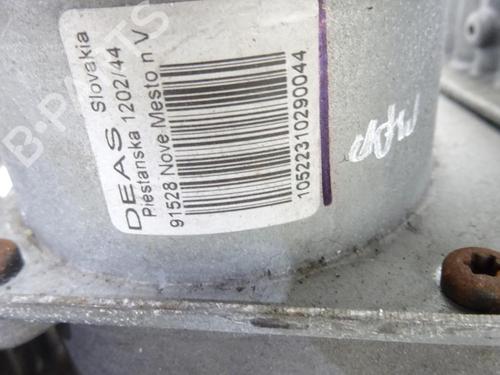 DEAS Slovakia
Piestanska 1202/44
91528 Nove Mesto n V
10522310290044
B-PARTS